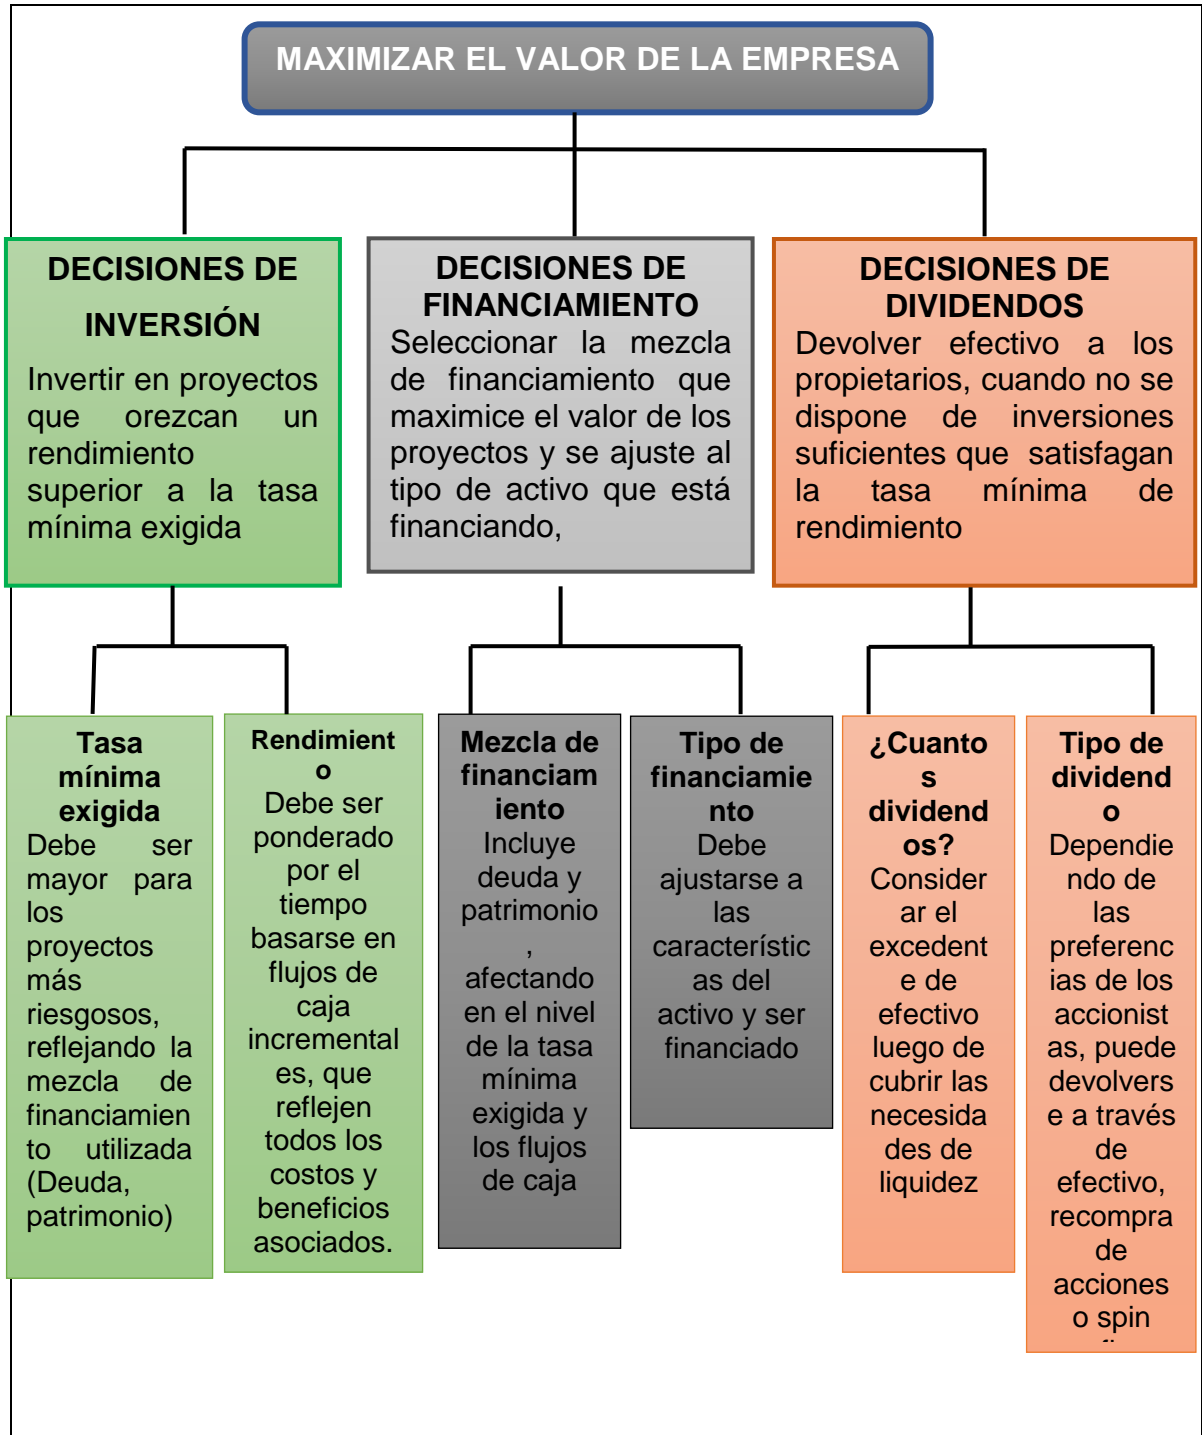 MAXIMIZAR EL VALOR DE LA EMPRESA
DECISIONES DE
INVERSIÓN
Invertir en proyectos
que orezcan un
rendimiento
superior a la tasa
mínima exigida
DECISIONES DE
FINANCIAMIENTO
Seleccionar la mezcla
de financiamiento que
maximice el valor de los
proyectos y se ajuste al
tipo de activo que está
financiando,
DECISIONES DE
DIVIDENDOS
Devolver efectivo a los
propietarios, cuando no se
dispone de inversiones
suficientes que satisfagan
la tasa mínima de
rendimiento
Tasa
mínima
exigida
Debe ser
mayor para
los
proyectos
más
riesgosos,
reflejando la
mezcla de
financiamien
to utilizada
(Deuda,
patrimonio)
Rendimient
o
Debe ser
ponderado
por el
tiempo
basarse en
flujos de
caja
incremental
es, que
reflejen
todos los
costos y
beneficios
asociados.
Mezcla de
financiam
iento
Incluye
deuda y
patrimonio
,
afectando
en el nivel
de la tasa
mínima
exigida y
los flujos
de caja
Tipo de
financiamie
nto
Debe
ajustarse a
las
característic
as del
activo y ser
financiado
¿Cuanto
s
dividend
os?
Consider
ar el
excedent
e de
efectivo
luego de
cubrir las
necesida
des de
liquidez
Tipo de
dividend
o
Dependie
ndo de
las
preferenc
ias de los
accionist
as, puede
devolvers
e a través
de
efectivo,
recompra
de
acciones
o spin